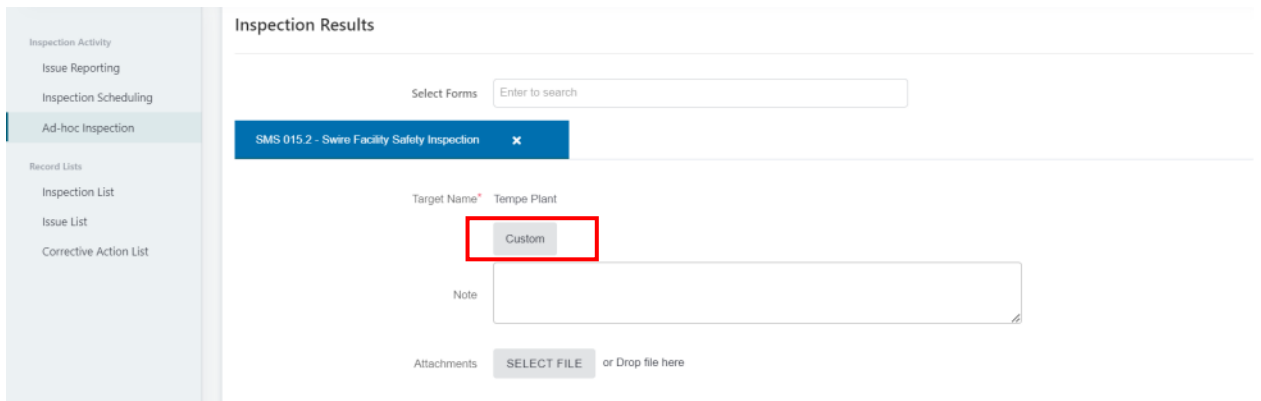 Inspection Activity
Issue Reporting
Inspection Scheduling
Ad-hoc Inspection
Record Lists
Inspection List
Issue List
Corrective Action List
Inspection Results
Select Forms Enter to search
SMS 015.2 - Swire Facility Safety Inspection ×
Target Name* Tempe Plant
Custom
Note
Attachments SELECT FILE or Drop file here